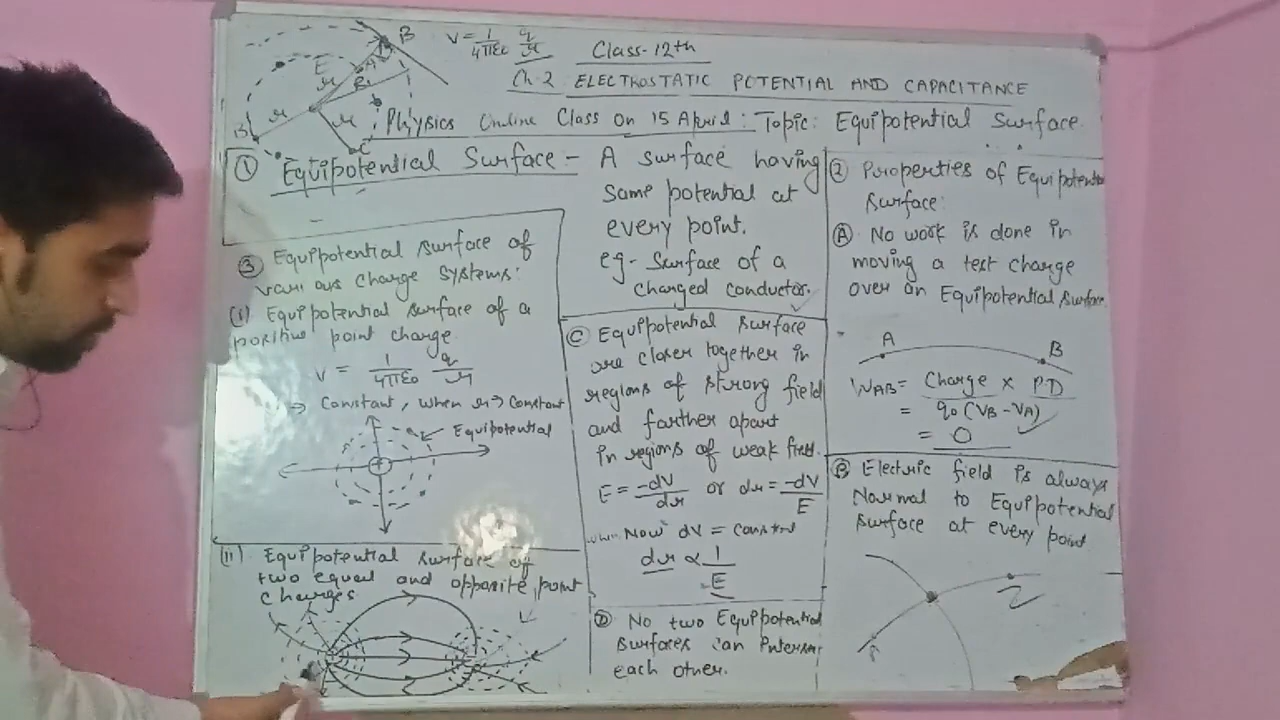 V = 1/4πε₀ q/r
Class-12th
Ch.2 ELECTROSTATIC POTENTIAL AND CAPACITANCE
Physics Online Class on 15 April: Topic: Equipotential Surface.
B
E
r
R₁
r
r
B
C
① Equipotential Surface - A surface having
same potential at
every point.
eg- Surface of a
charged conductor.
② Properties of Equipotential
Surface:
Ⓐ No work is done in
moving a test charge
over an Equipotential Surface.
A
B
WAB = Charge × PD
= q₀(VB - VA)
= 0
Ⓑ Electric field is always
Normal to Equipotential
Surface at every point
Ⓒ Equipotential Surface
are closer together in
regions of strong field
and farther apart
in regions of weak field.
E = -dV/dr or dr = -dV/E
Now dV = constant
dr ∝ 1/E
Ⓓ No two Equipotential
Surfaces can
each other.
③ Equipotential Surface of
various Charge Systems:
(i) Equipotential Surface of a
positive point charge.
V = 1/4πε₀ q/r
⇒ Constant, when r → constant
Equipotential
+
(ii) Equipotential Surface of
two equal and opposite point
charges